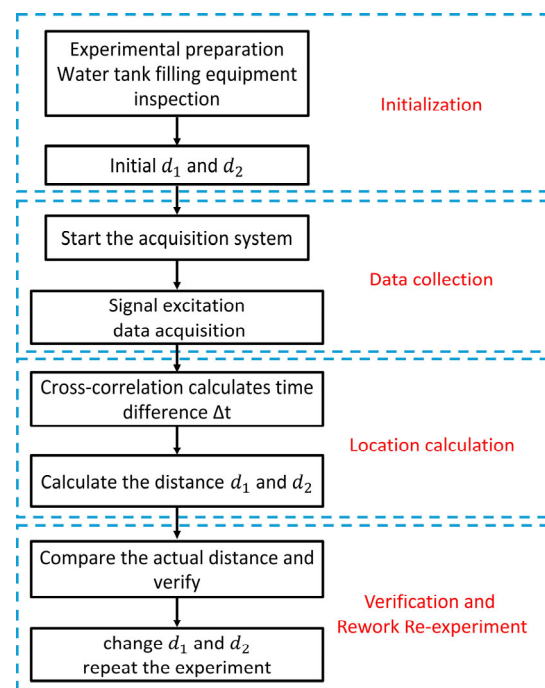 Experimental preparation
Water tank filling equipment
inspection
Initialization
Initial d₁ and d₂
Start the acquisition system
Data collection
Signal excitation
data acquisition
Cross-correlation calculates time
difference Δt
Location calculation
Calculate the distance d₁ and d₂
Compare the actual distance and
verify
Verification and
Rework Re-experiment
change d₁ and d₂
repeat the experiment